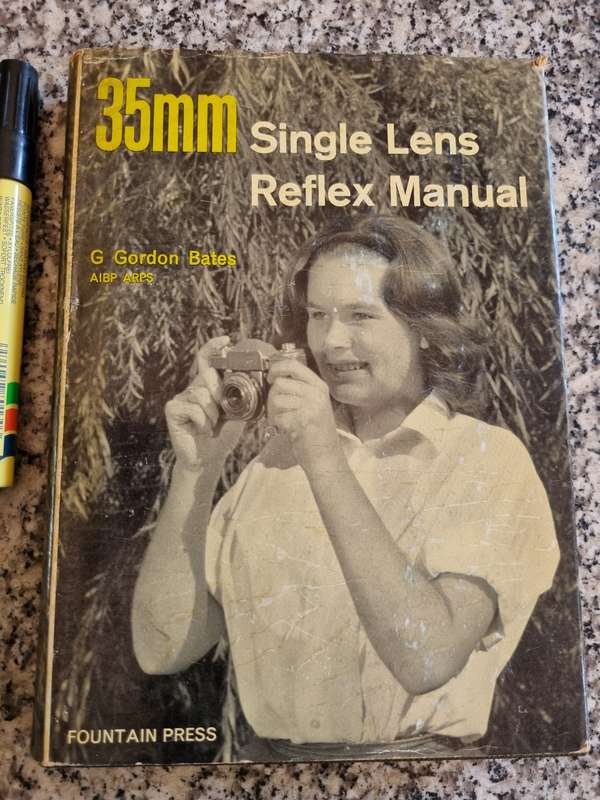 35mm
Single Lens
Reflex Manual
G Gordon Bates
AIBP ARPS
FOUNTAIN PRESS